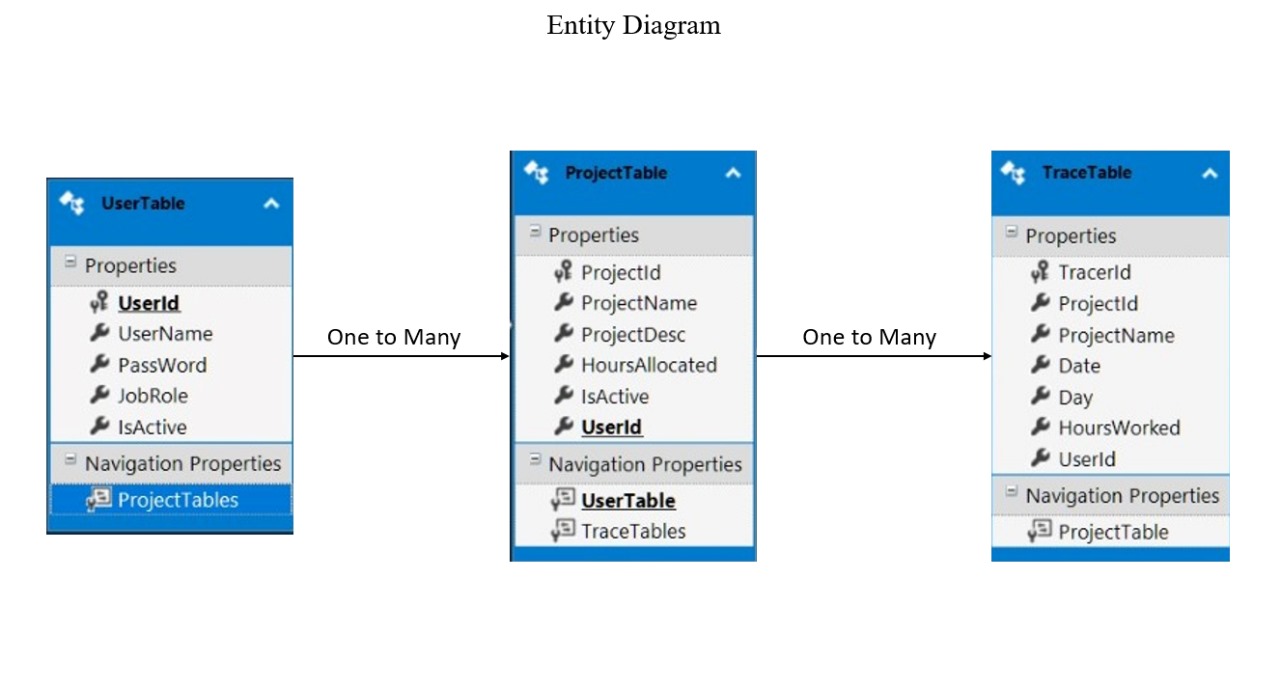 Entity Diagram
UserTable
Properties
UserId
UserName
PassWord
JobRole
IsActive
Navigation Properties
ProjectTables
One to Many
ProjectTable
Properties
ProjectId
ProjectName
ProjectDesc
HoursAllocated
IsActive
UserId
Navigation Properties
UserTable
TraceTables
One to Many
TraceTable
Properties
TracerId
ProjectId
ProjectName
Date
Day
HoursWorked
UserId
Navigation Properties
ProjectTable